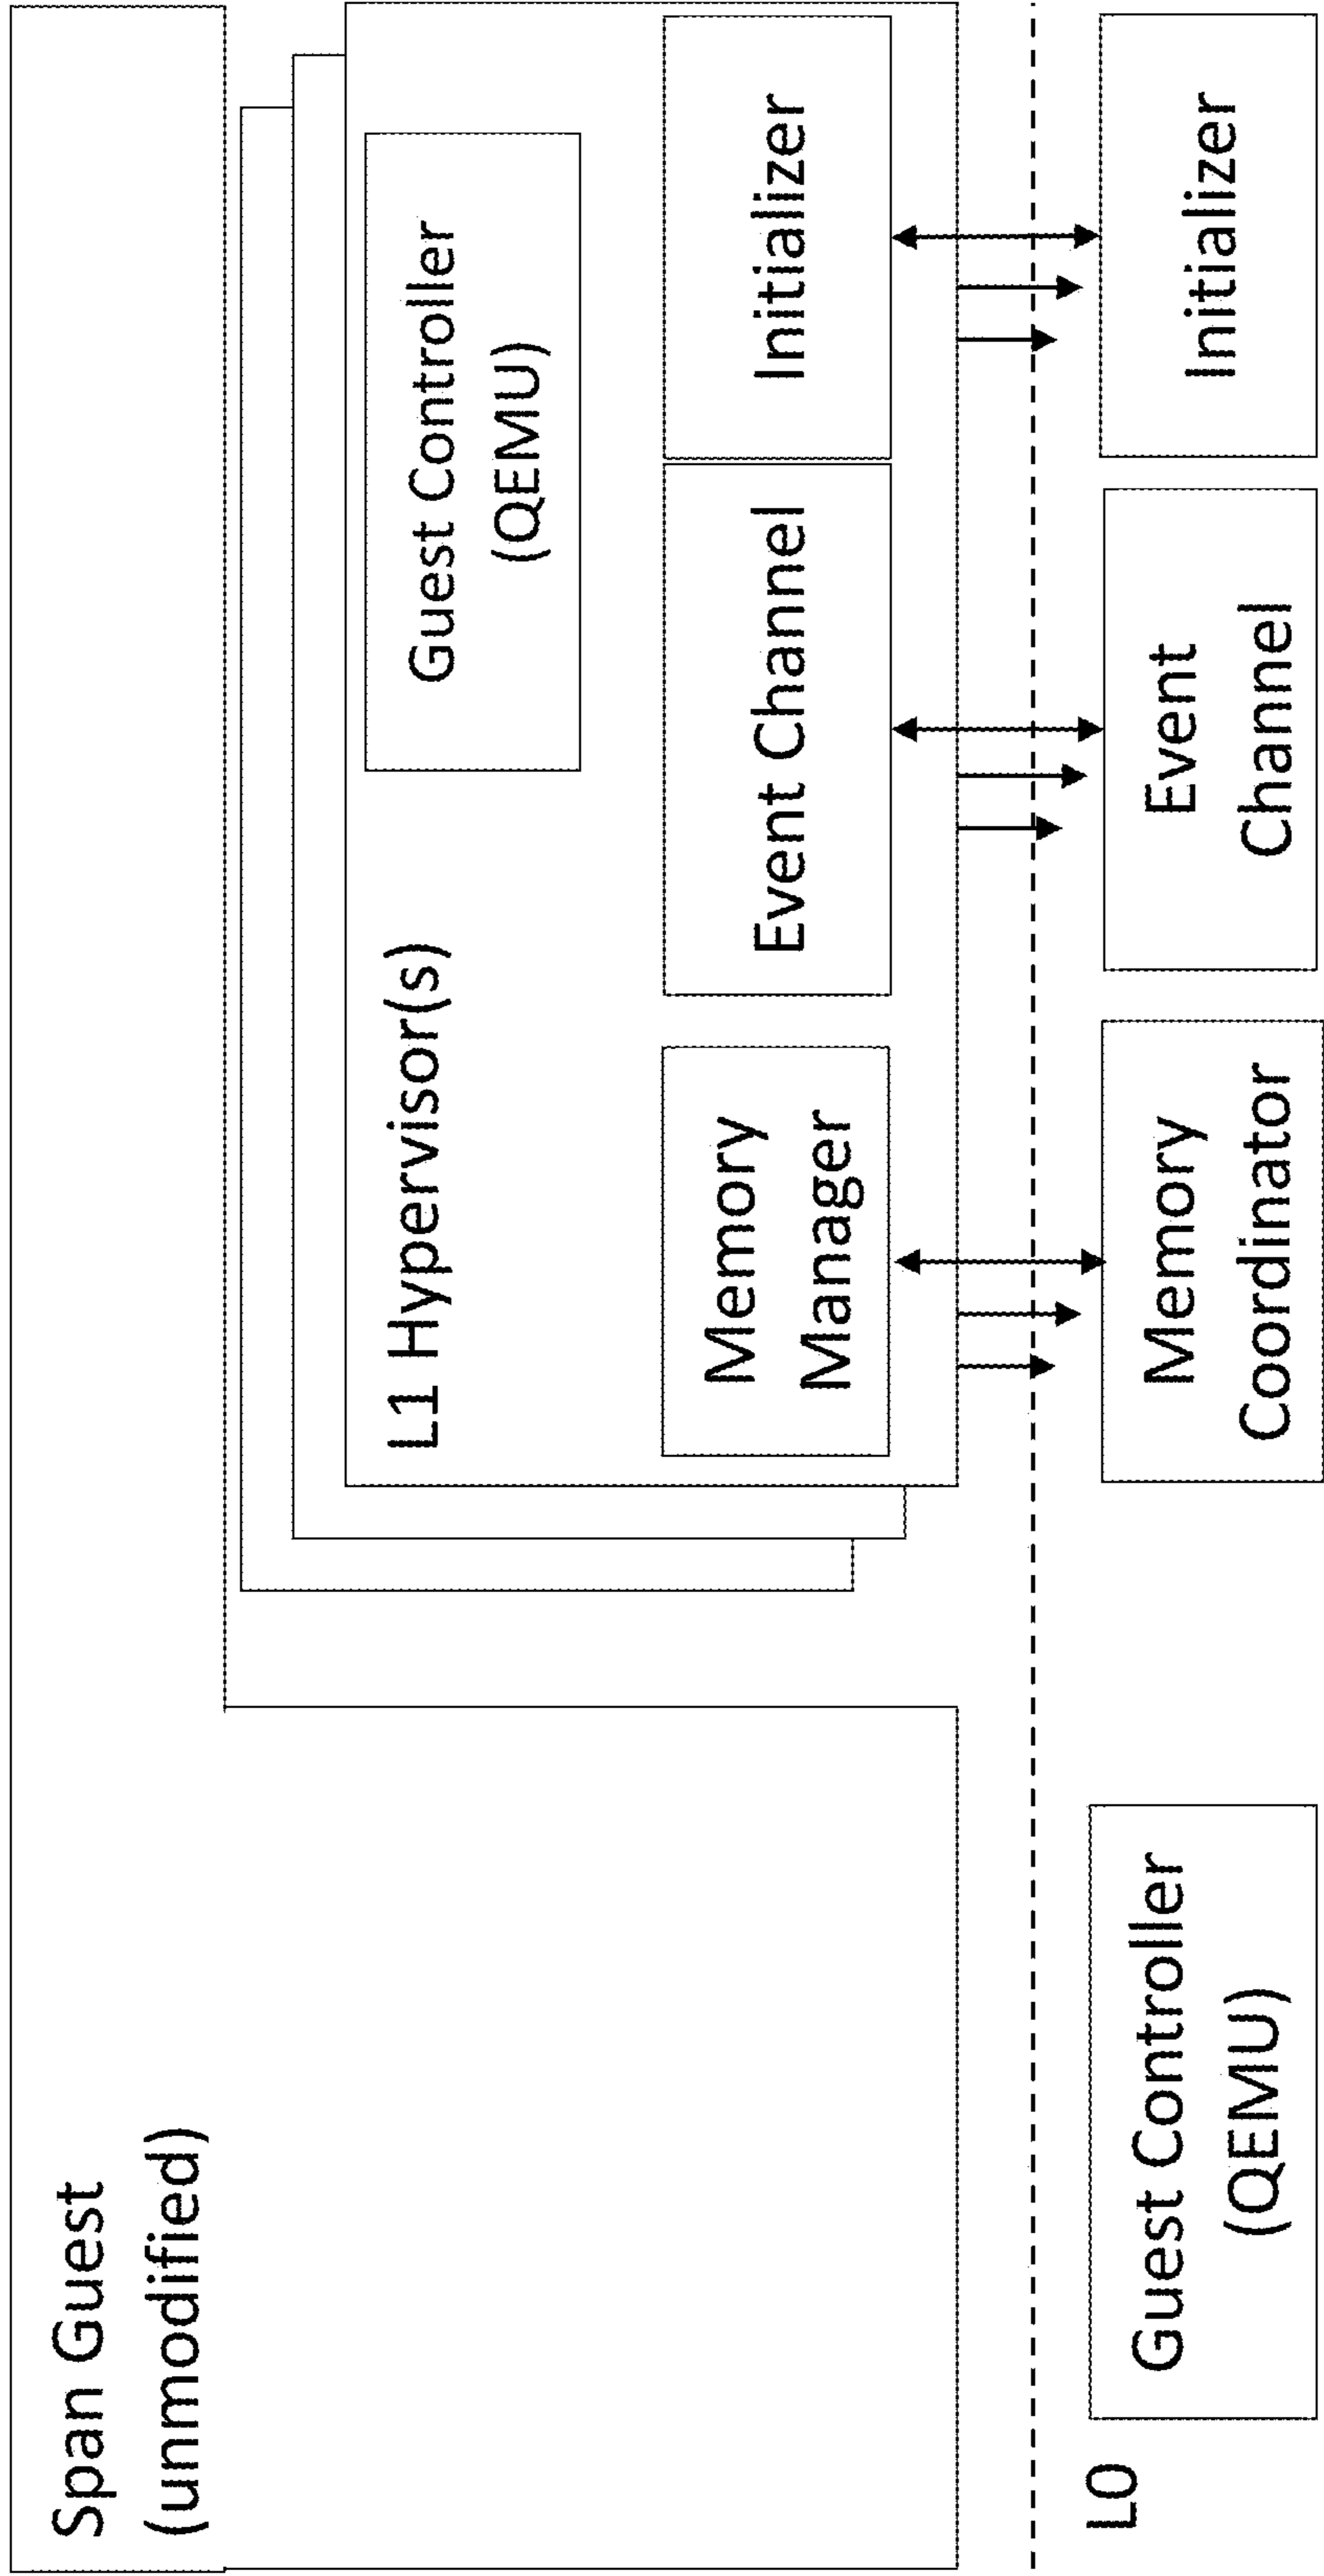 Span Guest
(unmodified)
L1 Hypervisor(s)
Guest Controller
(QEMU)
Memory
Manager
Event Channel
Initializer
L0
Guest Controller
(QEMU)
Memory
Coordinator
Event
Channel
Initializer